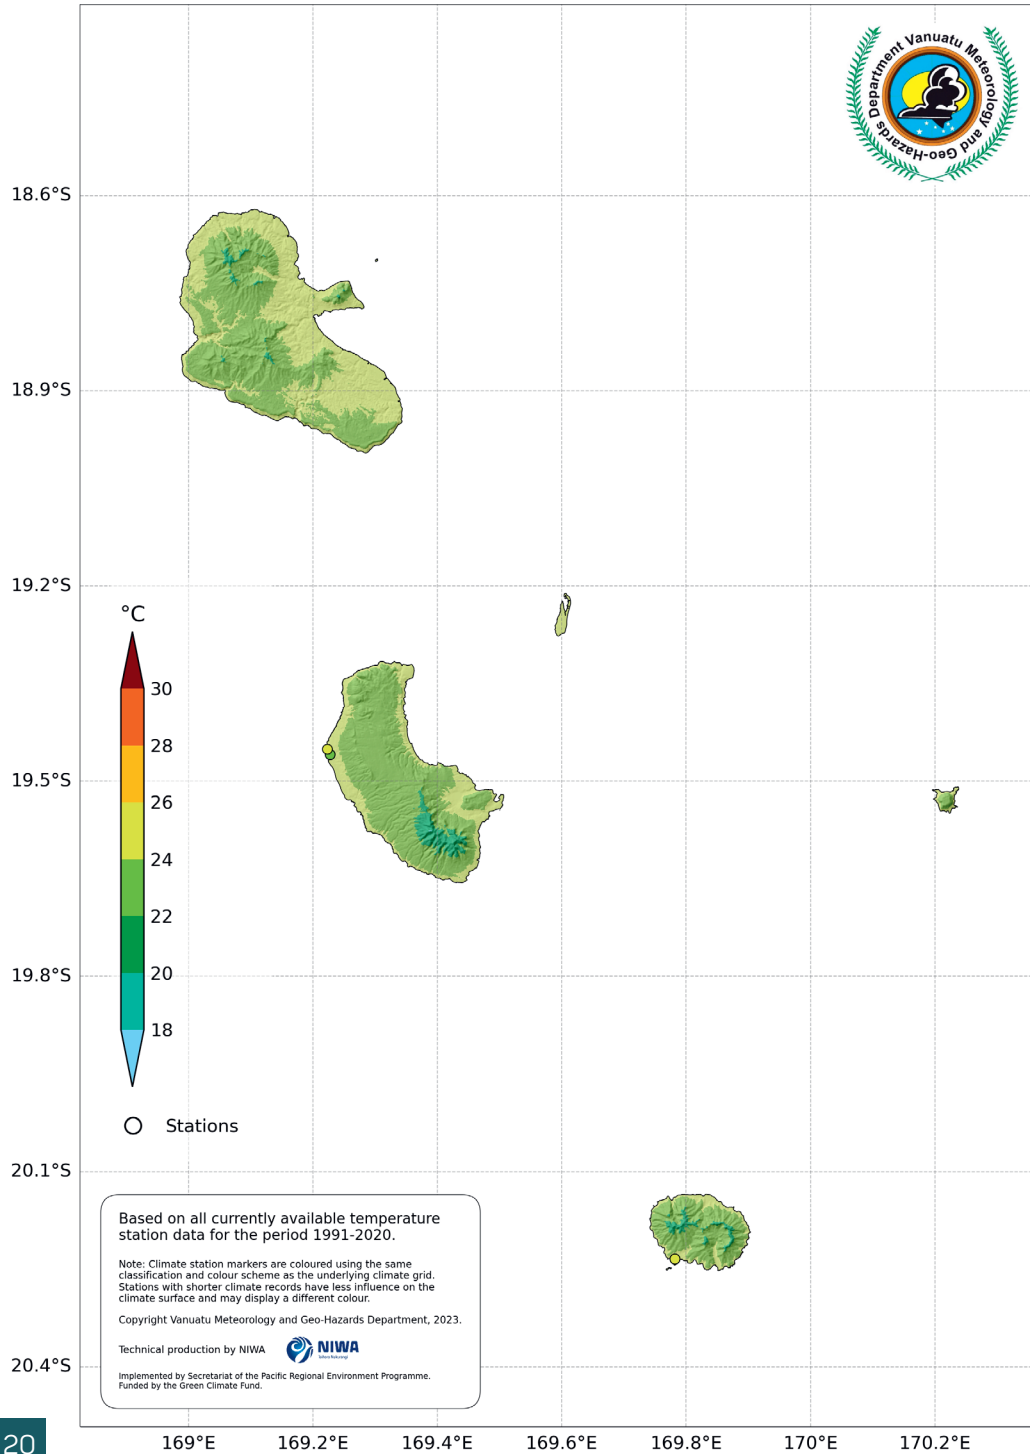 Vanuatu Meteorology and Geo-Hazards Department
18.6°S
18.9°S
19.2°S
°C
30
28
26
24
22
20
18
19.5°S
19.8°S
Stations
20.1°S
Based on all currently available temperature
station data for the period 1991-2020.
Note: Climate station markers are coloured using the same
classification and colour scheme as the underlying climate grid.
Stations with shorter climate records have less influence on the
climate surface and may display a different colour.
Copyright Vanuatu Meteorology and Geo-Hazards Department, 2023.
Technical production by NIWA
NIWA
Taihoro Nukurangi
Implemented by Secretariat of the Pacific Regional Environment Programme.
Funded by the Green Climate Fund.
20.4°S
169°E
169.2°E
169.4°E
169.6°E
169.8°E
170°E
170.2°E
20